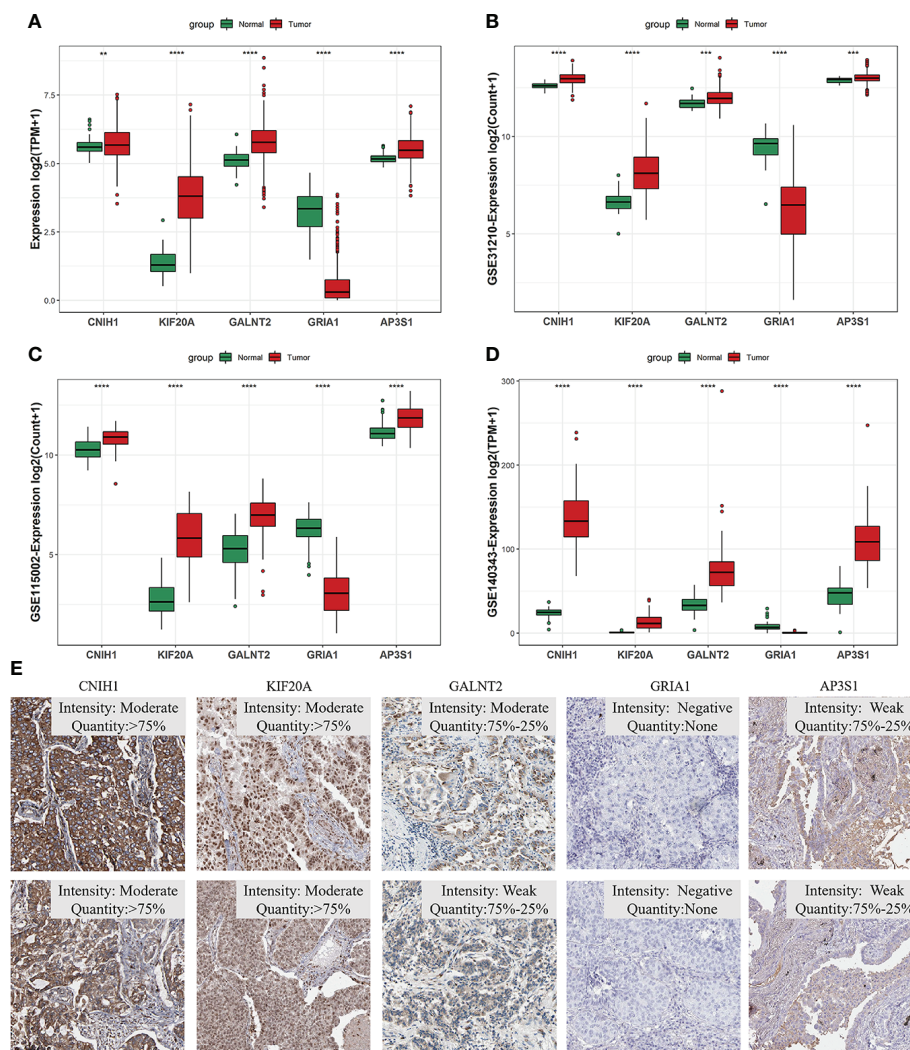 A
group Normal Tumor
Expression log2(TPM+1)
** **** **** **** ****
7.5
5.0
2.5
0.0
CNIH1 KIF20A GALNT2 GRIA1 AP3S1
B
group Normal Tumor
GSE31210-Expression log2(Count+1)
**** **** *** **** ***
10
5
CNIH1 KIF20A GALNT2 GRIA1 AP3S1
C
group Normal Tumor
GSE115002-Expression log2(Count+1)
**** **** **** **** ****
10
5
CNIH1 KIF20A GALNT2 GRIA1 AP3S1
D
group Normal Tumor
GSE140343-Expression log2(TPM+1)
**** **** **** **** ****
300
200
100
0
CNIH1 KIF20A GALNT2 GRIA1 AP3S1
E
CNIH1 KIF20A GALNT2 GRIA1 AP3S1
Intensity: Moderate
Quantity:>75%
Intensity: Moderate
Quantity:>75%
Intensity: Moderate
Quantity:75%-25%
Intensity: Negative
Quantity:None
Intensity: Weak
Quantity:75%-25%
Intensity: Moderate
Quantity:>75%
Intensity: Moderate
Quantity:>75%
Intensity: Weak
Quantity:75%-25%
Intensity: Negative
Quantity:None
Intensity: Weak
Quantity:75%-25%